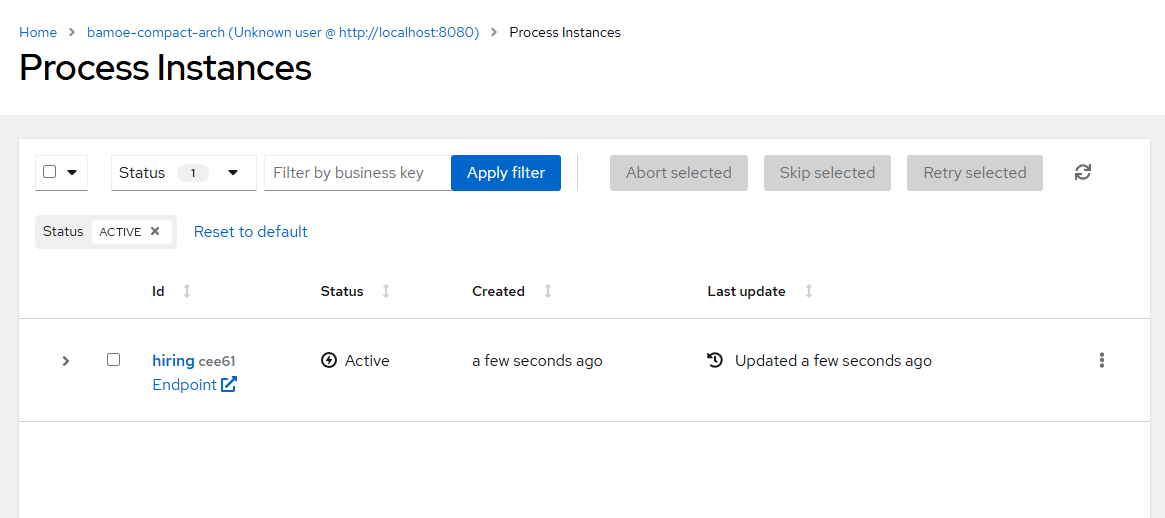 Home > bamoe-compact-arch (Unknown user @ http://localhost:8080) > Process Instances
Process Instances
Status 1 Filter by business key Apply filter Abort selected Skip selected Retry selected
Status ACTIVE × Reset to default
Id Status Created Last update
hiring cee61 Active a few seconds ago Updated a few seconds ago
Endpoint